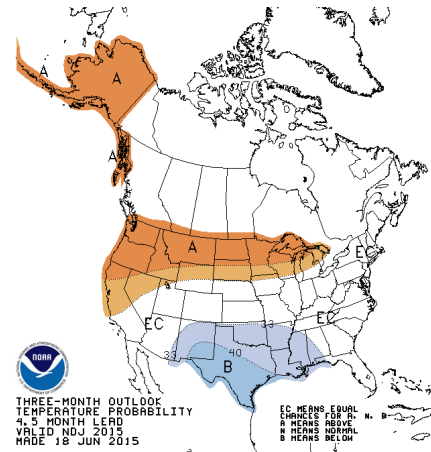 A
A
A
A
EC
33
EC
EC
33
40
B
NOAA
THREE-MONTH OUTLOOK
TEMPERATURE PROBABILITY
4.5 MONTH LEAD
VALID NDJ 2015
MADE 18 JUN 2015
EC MEANS EQUAL
CHANCES FOR A, N, B
A MEANS ABOVE
N MEANS NORMAL
B MEANS BELOW